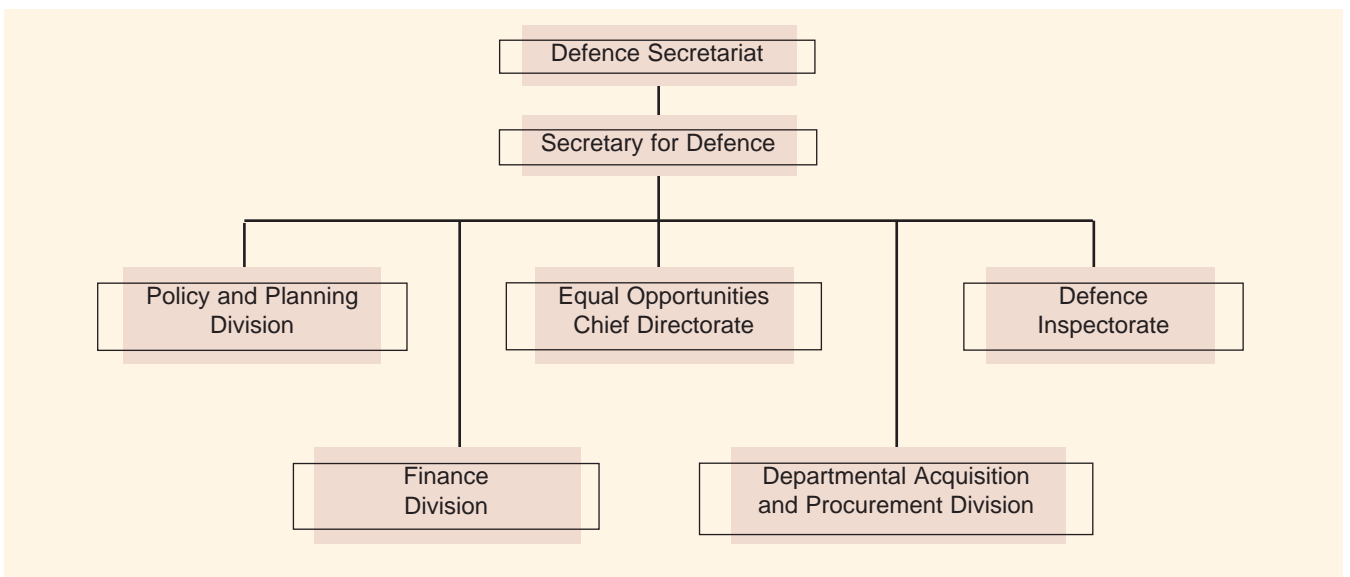 Defence Secretariat
Secretary for Defence
Policy and Planning
Division
Equal Opportunities
Chief Directorate
Defence
Inspectorate
Finance
Division
Departmental Acquisition
and Procurement Division